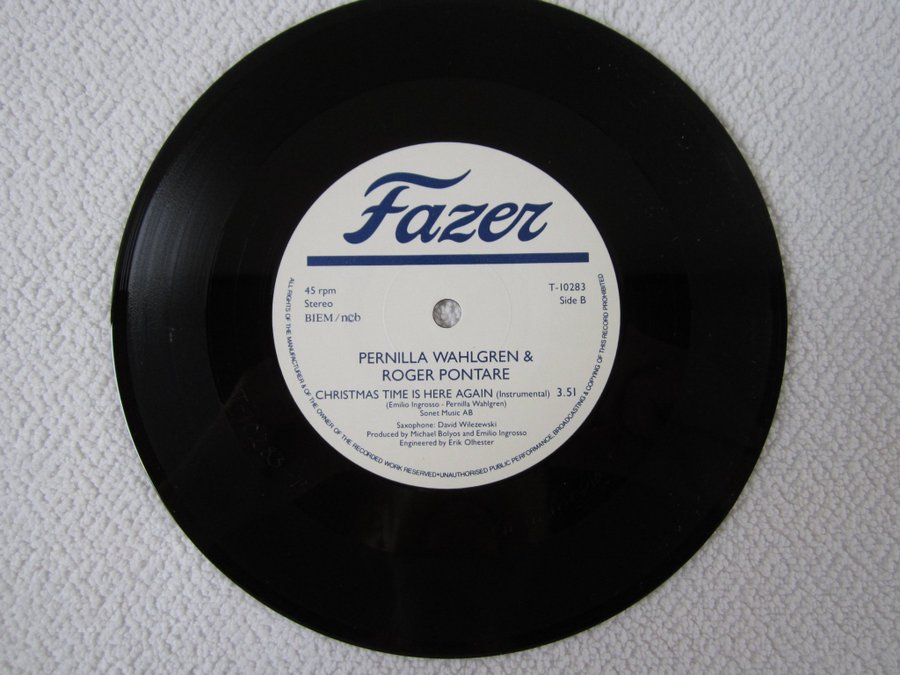 Fazer
45 rpm
Stereo
BIEM/ncb
T-10283
Side B
PERNILLA WAHLGREN &
ROGER PONTARE
CHRISTMAS TIME IS HERE AGAIN (Instrumental) 3.51
(Emilio Ingrosso - Pernilla Wahlgren)
Sonet Music AB
Saxophone: David Wilezewski
Produced by Michael Bolyos and Emilio Ingrosso
Engineered by Erik Olhester
ALL RIGHTS OF THE MANUFACTURER & OF THE OWNER OF THE RECORDED WORK RESERVED•UNAUTHORISED PUBLIC PERFORMANCE, BROADCASTING & COPYING OF THIS RECORD PROHIBITED